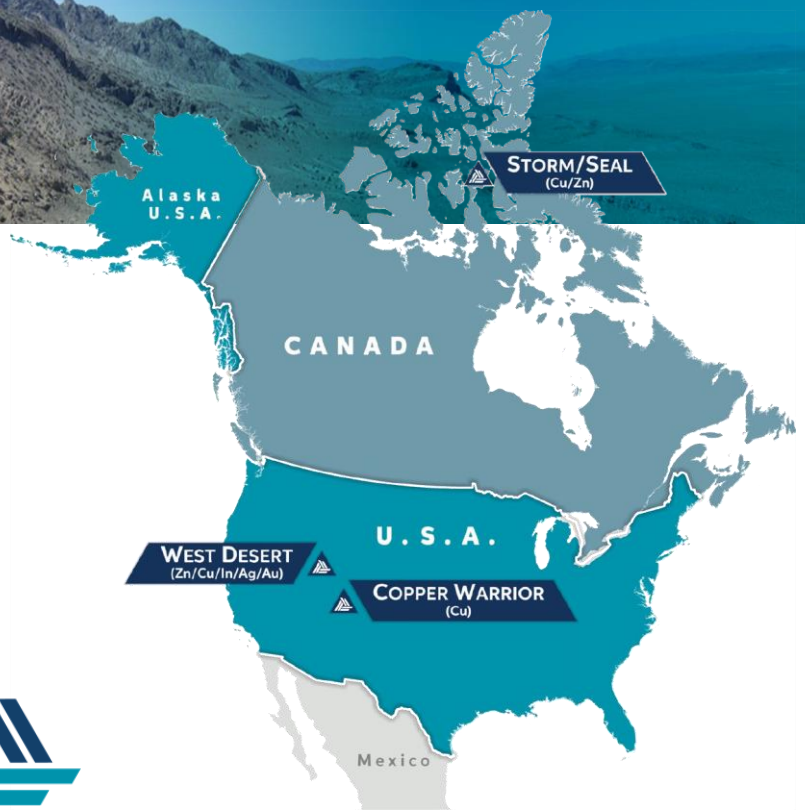 STORM/SEAL
(Cu/Zn)
Alaska
U.S.A.
CANADA
U.S.A.
WEST DESERT
(Zn/Cu/In/Ag/Au)
COPPER WARRIOR
(Cu)
Mexico